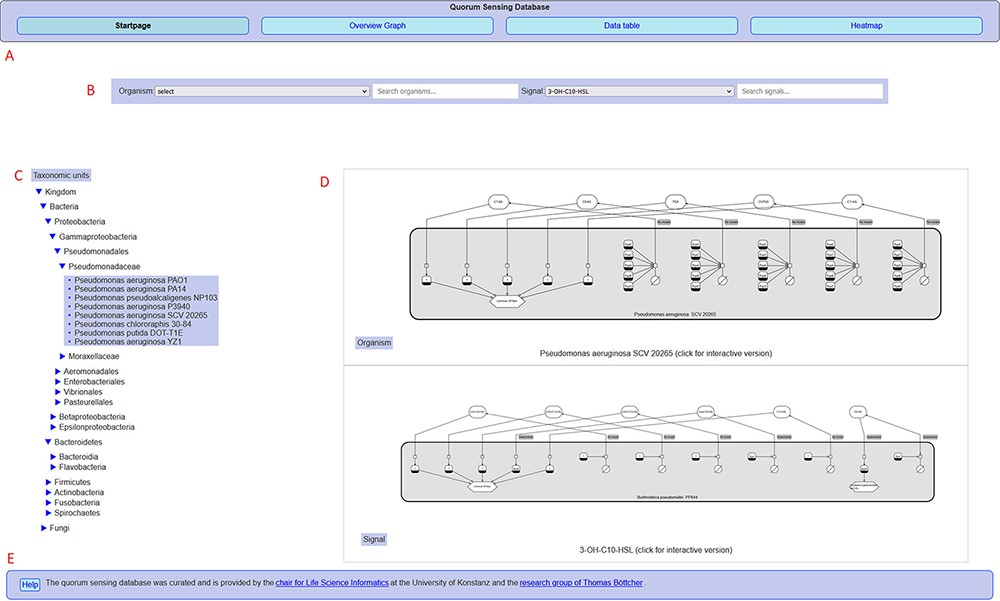 Quorum Sensing Database
Startpage
Overview Graph
Data table
Heatmap
A
B
Organism: select
Search organisms...
Signal: 3-OH-C10-HSL
Search signals...
C
Taxonomic units
Kingdom
Bacteria
Proteobacteria
Gammaproteobacteria
Pseudomonadales
Pseudomonadaceae
Pseudomonas aeruginosa PAO1
Pseudomonas aeruginosa PA14
Pseudomonas pseudoalcaligenes NP103
Pseudomonas aeruginosa P3940
Pseudomonas aeruginosa SCV 20265
Pseudomonas chlororaphis 30-84
Pseudomonas putida DOT-T1E
Pseudomonas aeruginosa YZ1
Moraxellaceae
Aeromonadales
Enterobacteriales
Vibrionales
Pasteurellales
Betaproteobacteria
Epsilonproteobacteria
Bacteroidetes
Bacteroidia
Flavobacteria
Firmicutes
Actinobacteria
Fusobacteria
Spirochaetes
Fungi
D
Pseudomonas aeruginosa SCV 20265
Organism
Pseudomonas aeruginosa SCV 20265 (click for interactive version)
Burkholderia pseudomallei
Signal
3-OH-C10-HSL (click for interactive version)
E
Help
The quorum sensing database was curated and is provided by the chair for Life Science Informatics at the University of Konstanz and the research group of Thomas Böttcher .